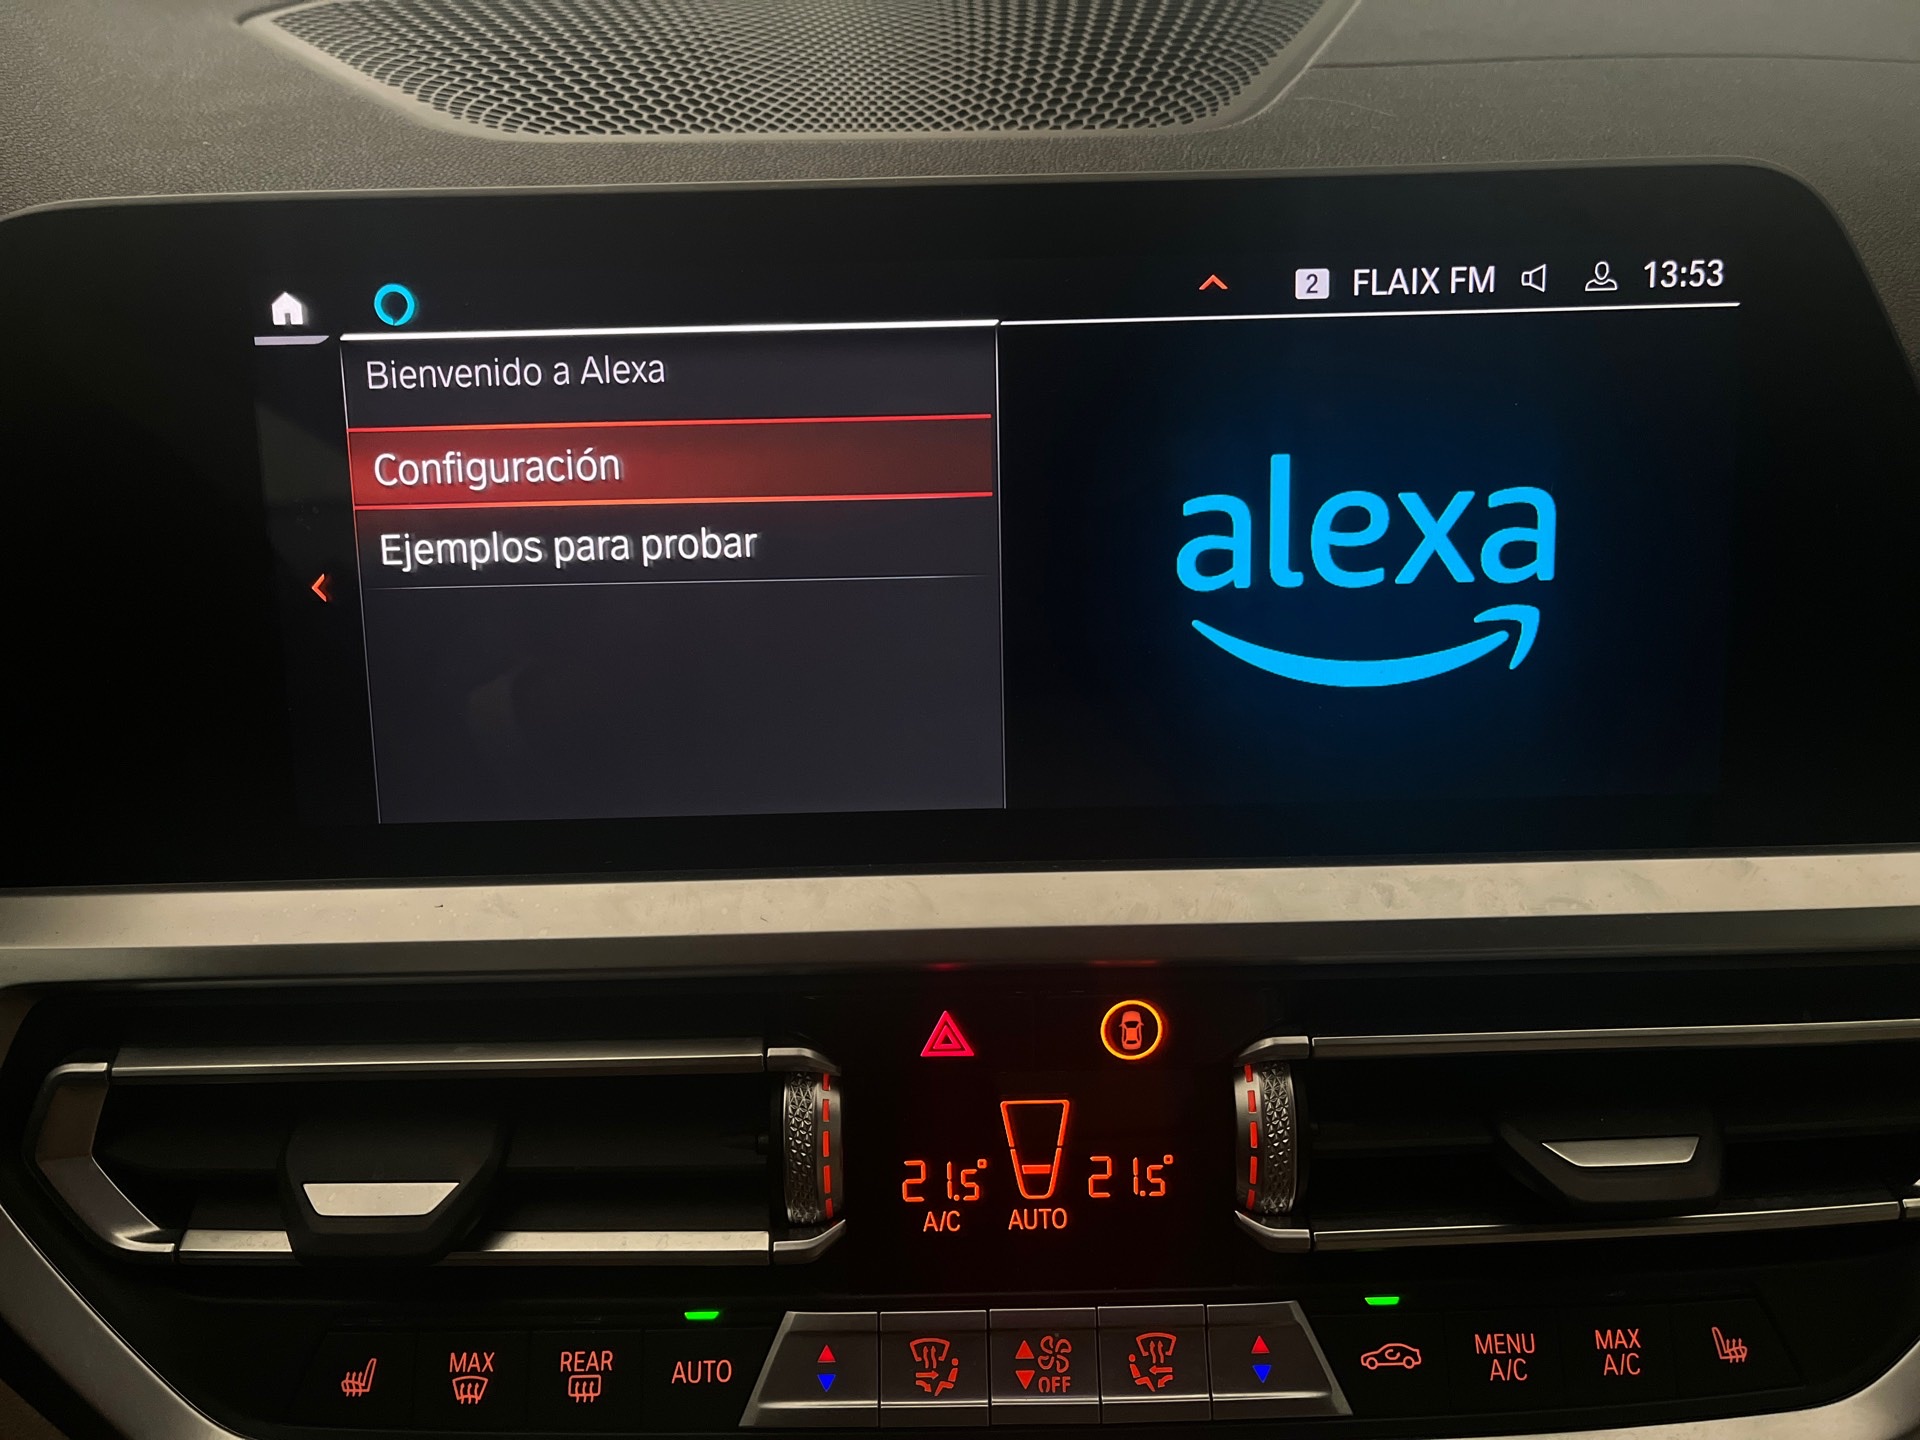 2 FLAIX FM 13:53
Bienvenido a Alexa
Configuración
Ejemplos para probar
alexa
21.5° 21.5°
A/C AUTO
MAX
REAR
AUTO
OFF
MENU
A/C
MAX
A/C